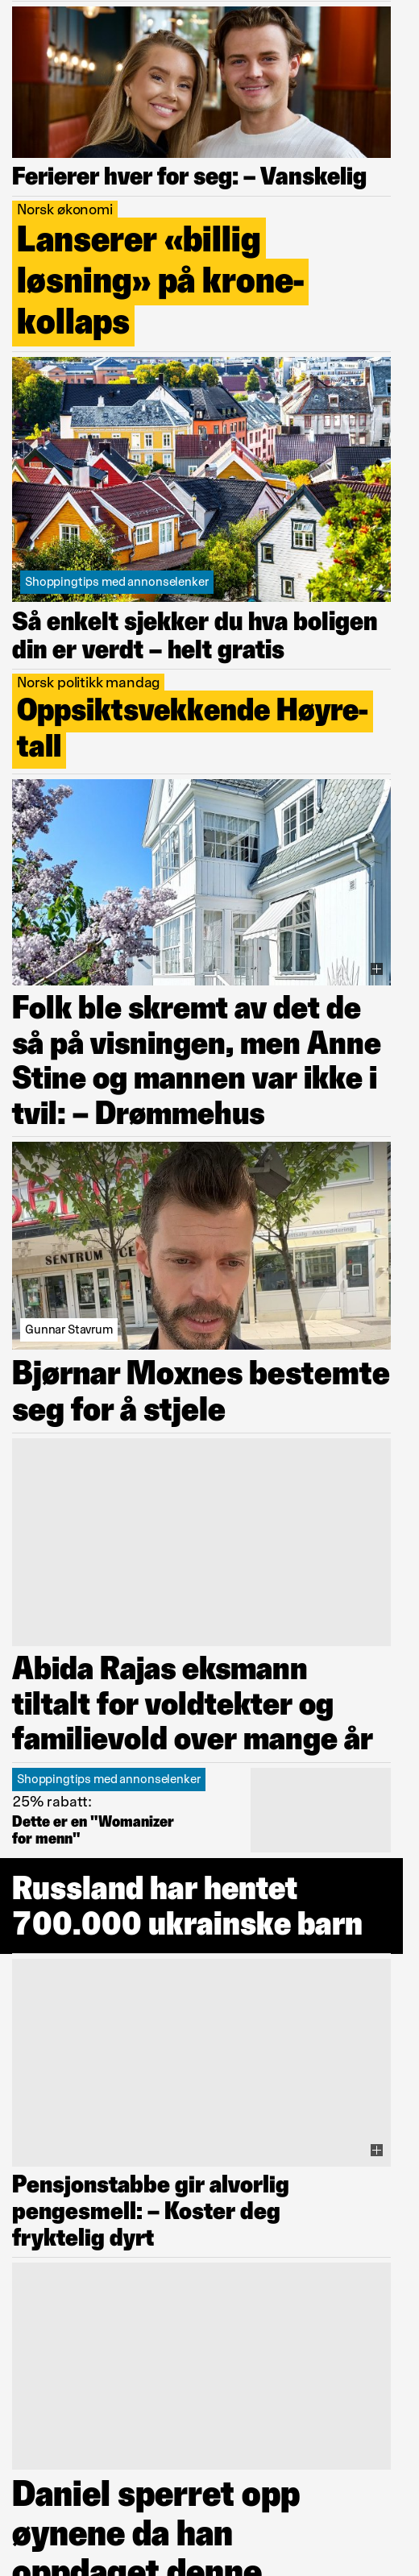 Ferierer hver for seg: – Vanskelig
Norsk økonomi
Lanserer «billig
løsning» på krone-
kollaps
Shoppingtips med annonselenker
Så enkelt sjekker du hva boligen
din er verdt – helt gratis
Norsk politikk mandag
Oppsiktsvekkende Høyre-
tall
Folk ble skremt av det de
så på visningen, men Anne
Stine og mannen var ikke i
tvil: – Drømmehus
SENTRUM
Gunnar Stavrum
Bjørnar Moxnes bestemte
seg for å stjele
Abida Rajas eksmann
tiltalt for voldtekter og
familievold over mange år
Shoppingtips med annonselenker
25% rabatt:
Dette er en "Womanizer
for menn"
Russland har hentet
700.000 ukrainske barn
Pensjonstabbe gir alvorlig
pengesmell: – Koster deg
fryktelig dyrt
Daniel sperret opp
øynene da han
oppdaget denne